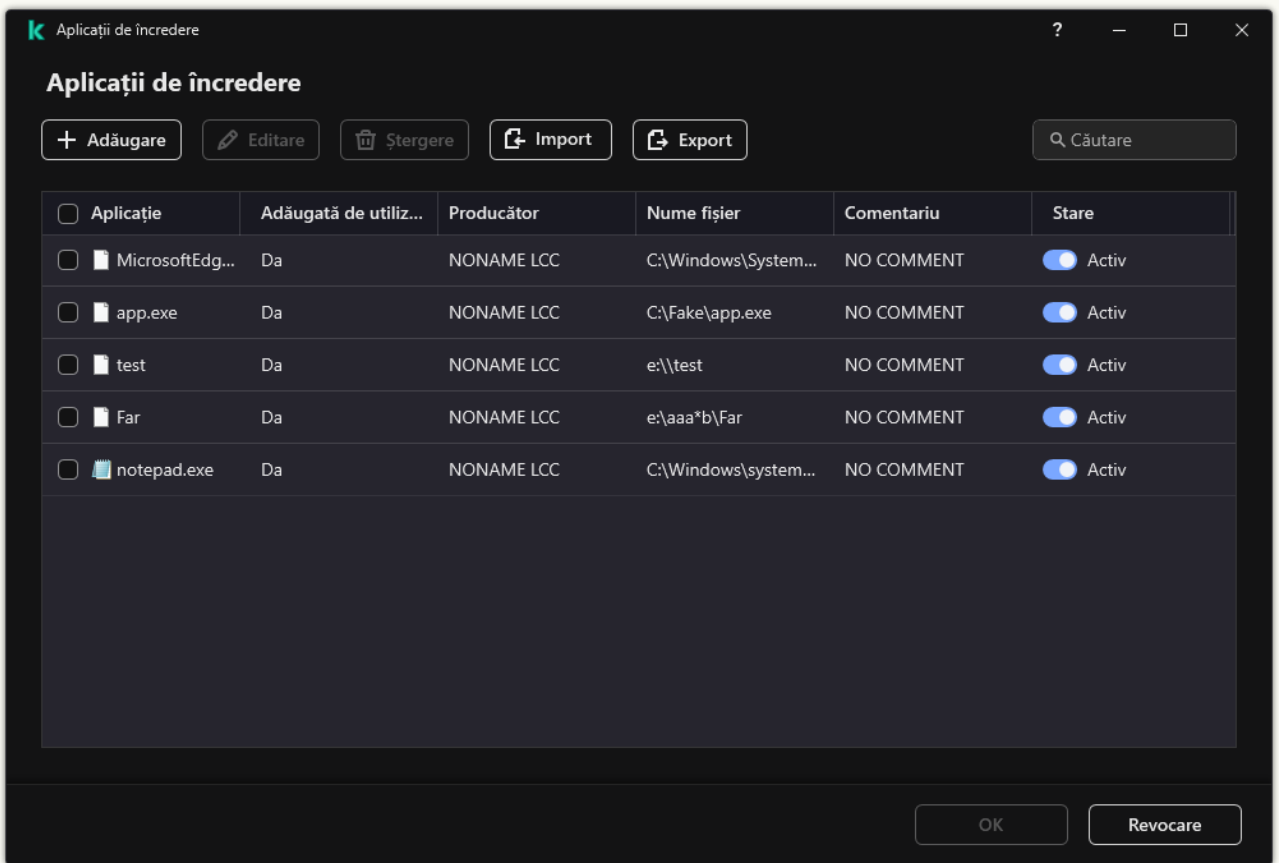 Aplicații de încredere
Aplicații de încredere
Adăugare Editare Ștergere Import Export Căutare
Aplicație Adăugată de utiliz... Producător Nume fișier Comentariu Stare
MicrosoftEdg... Da NONAME LCC C:\Windows\System... NO COMMENT Activ
app.exe Da NONAME LCC C:\Fake\app.exe NO COMMENT Activ
test Da NONAME LCC e:\\test NO COMMENT Activ
Far Da NONAME LCC e:\aaa*b\Far NO COMMENT Activ
notepad.exe Da NONAME LCC C:\Windows\system... NO COMMENT Activ
OK Revocare